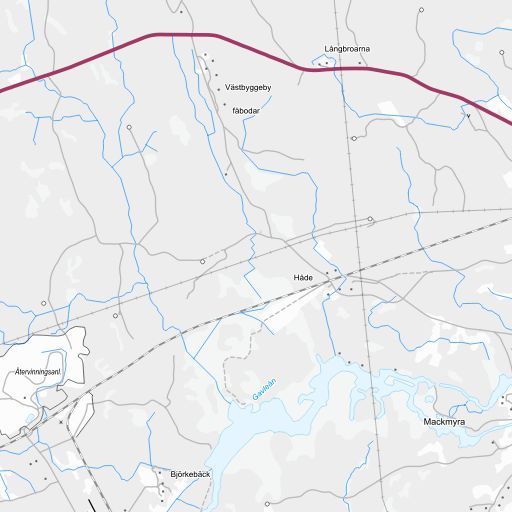 Långbroarna
Västbyggeby
fäbodar
Håde
Återvinningsanl.
Gavleån
Mackmyra
Björkebäck